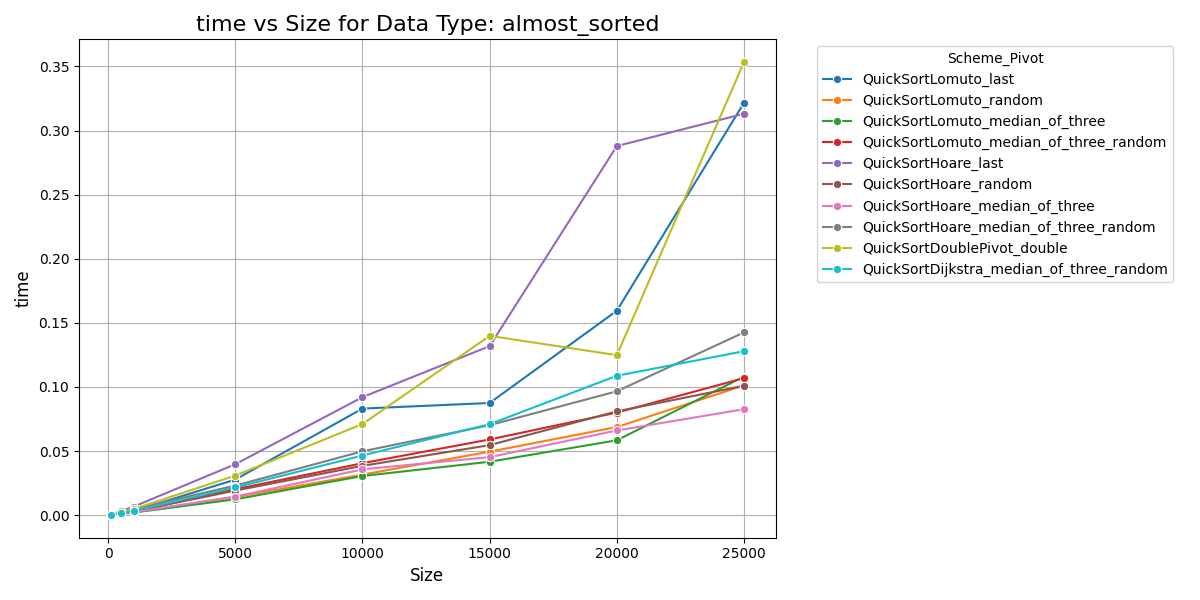 time vs Size for Data Type: almost_sorted
0.35
0.30
0.25
0.20
0.15
0.10
0.05
0.00
time
0 5000 10000 15000 20000 25000
Size
Scheme_Pivot
QuickSortLomuto_last
QuickSortLomuto_random
QuickSortLomuto_median_of_three
QuickSortLomuto_median_of_three_random
QuickSortHoare_last
QuickSortHoare_random
QuickSortHoare_median_of_three
QuickSortHoare_median_of_three_random
QuickSortDoublePivot_double
QuickSortDijkstra_median_of_three_random